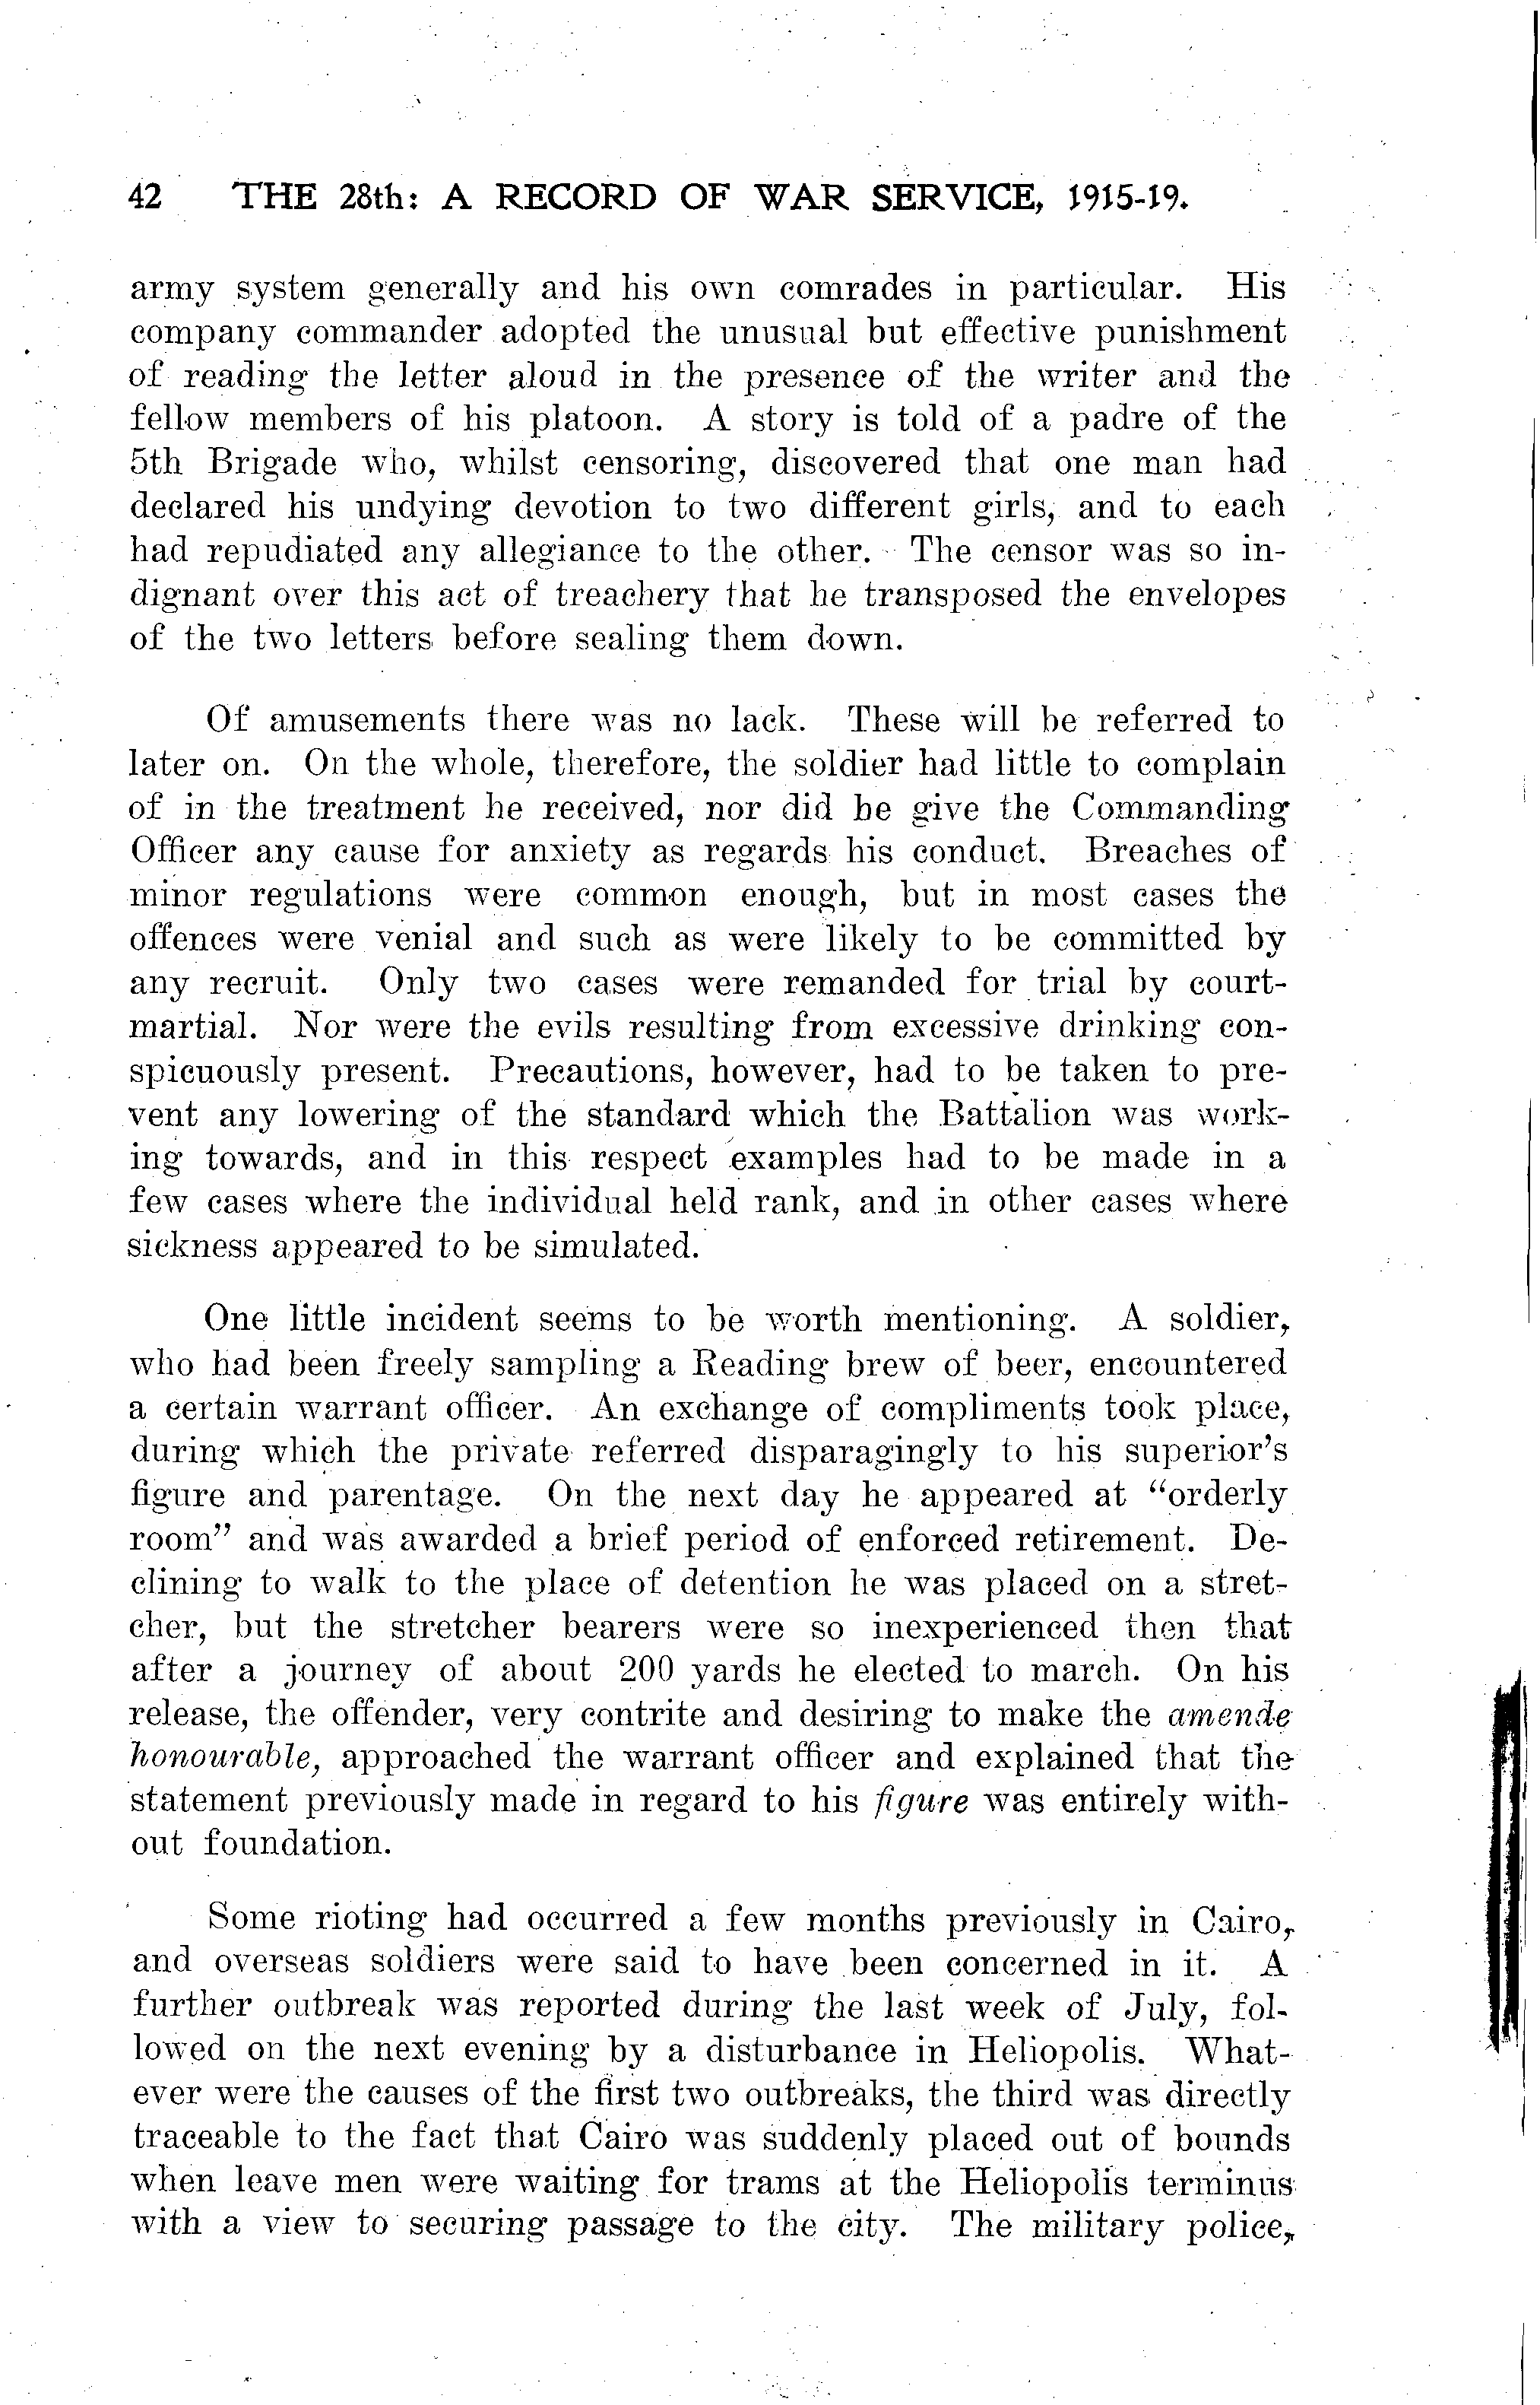 42 THE 28th: A RECORD OF WAR SERVICE, 1915-19.
army system generally and his own comrades in particular. His
company commander adopted the unusual but effective punishment
of reading the letter aloud in the presence of the writer and the
fellow members of his platoon. A story is told of a padre of the
5th Brigade who, whilst censoring, discovered that one man had
declared his undying devotion to two different girls, and to each
had repudiated any allegiance to the other. The censor was so in-
dignant over this act of treachery that he transposed the envelopes
of the two letters before sealing them down.
Of amusements there was no lack. These will be referred to
later on. On the whole, therefore, the soldier had little to complain
of in the treatment he received, nor did he give the Commanding
Officer any cause for anxiety as regards his conduct. Breaches of
minor regulations were common enough, but in most cases the
offences were venial and such as were likely to be committed by
any recruit. Only two cases were remanded for trial by court-
martial. Nor were the evils resulting from excessive drinking con-
spicuously present. Precautions, however, had to be taken to pre-
vent any lowering of the standard which the Battalion was work-
ing towards, and in this respect examples had to be made in a
few cases where the individual held rank, and in other cases where
sickness appeared to be simulated.
One little incident seems to be worth mentioning. A soldier,
who had been freely sampling a Reading brew of beer, encountered
a certain warrant officer. An exchange of compliments took place,
during which the private referred disparagingly to his superior's
figure and parentage. On the next day he appeared at "orderly
room" and was awarded a brief period of enforced retirement. De-
clining to walk to the place of detention he was placed on a stret-
cher, but the stretcher bearers were so inexperienced then that
after a journey of about 200 yards he elected to march. On his
release, the offender, very contrite and desiring to make the amende
honourable, approached the warrant officer and explained that the
statement previously made in regard to his figure was entirely with-
out foundation.
Some rioting had occurred a few months previously in Cairo,
and overseas soldiers were said to have been concerned in it. A
further outbreak was reported during the last week of July, fol-
lowed on the next evening by a disturbance in Heliopolis. What-
ever were the causes of the first two outbreaks, the third was directly
traceable to the fact that Cairo was suddenly placed out of bounds
when leave men were waiting for trams at the Heliopolis terminus
with a view to securing passage to the city. The military police,